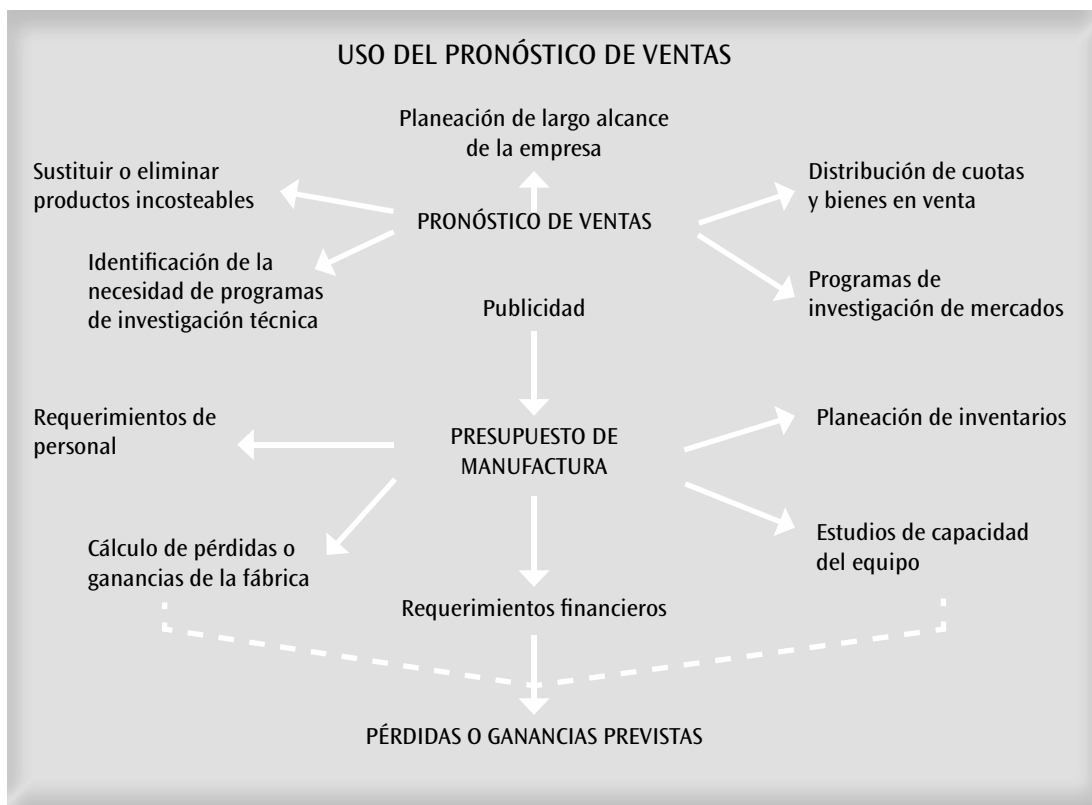 USO DEL PRONÓSTICO DE VENTAS
Planeación de largo alcance
de la empresa
Sustituir o eliminar
productos incosteables
Distribución de cuotas
y bienes en venta
PRONÓSTICO DE VENTAS
Identificación de la
necesidad de programas
de investigación técnica
Programas de
investigación de mercados
Publicidad
Requerimientos de
personal
PRESUPUESTO DE
MANUFACTURA
Planeación de inventarios
Cálculo de pérdidas o
ganancias de la fábrica
Estudios de capacidad
del equipo
Requerimientos financieros
PÉRDIDAS O GANANCIAS PREVISTAS